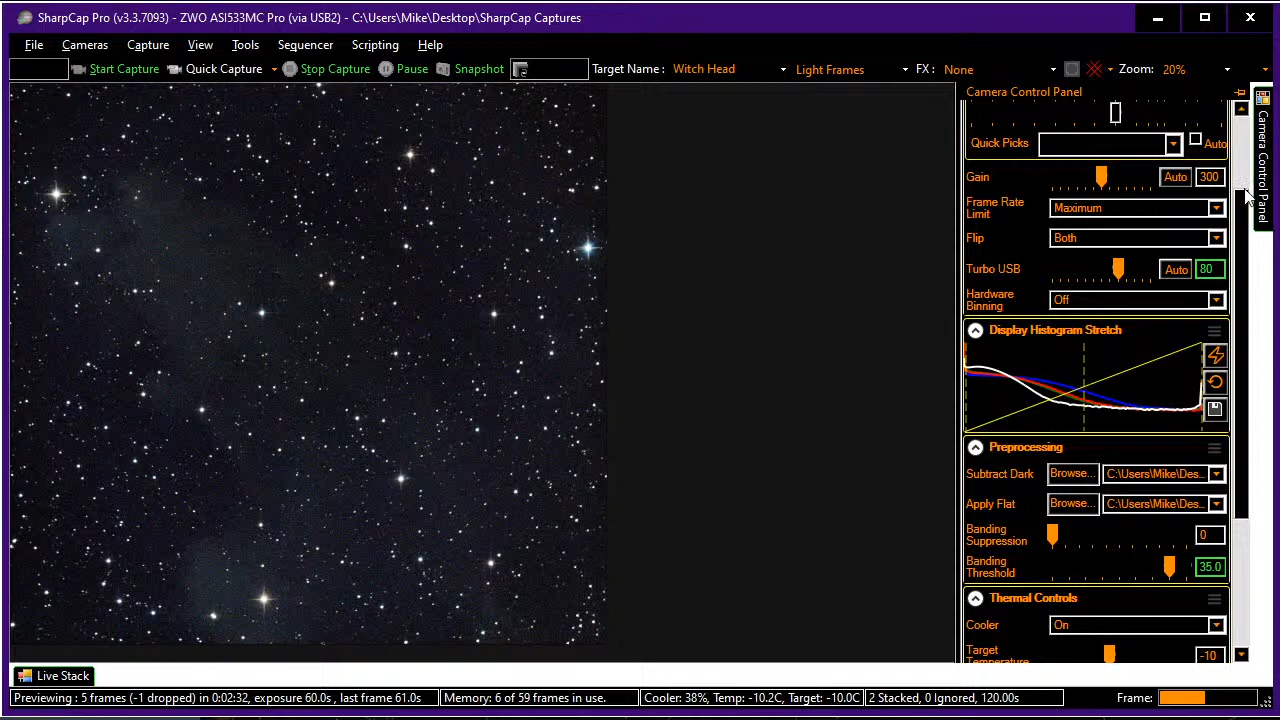 SharpCap Pro (v3.3.7093) - ZWO ASI533MC Pro (via USB2) - C:\Users\Mike\Desktop\SharpCap Captures
File Cameras Capture View Tools Sequencer Scripting Help
Start Capture Quick Capture Stop Capture Pause Snapshot Target Name : Witch Head Light Frames FX : None Zoom: 20%
Camera Control Panel
Camera Control Panel
Quick Picks Auto
Gain Auto 300
Frame Rate Limit Maximum
Flip Both
Turbo USB Auto 80
Hardware Binning Off
Display Histogram Stretch
Preprocessing
Subtract Dark Browse... C:\Users\Mike\Des...
Apply Flat Browse... C:\Users\Mike\Des...
Banding Suppression 0
Banding Threshold 35.0
Thermal Controls
Cooler On
Target Temperature -10
Live Stack
Previewing : 5 frames (-1 dropped) in 0:02:32, exposure 60.0s , last frame 61.0s Memory: 6 of 59 frames in use. Cooler: 38%, Temp: -10.2C, Target: -10.0C 2 Stacked, 0 Ignored, 120.00s Frame: